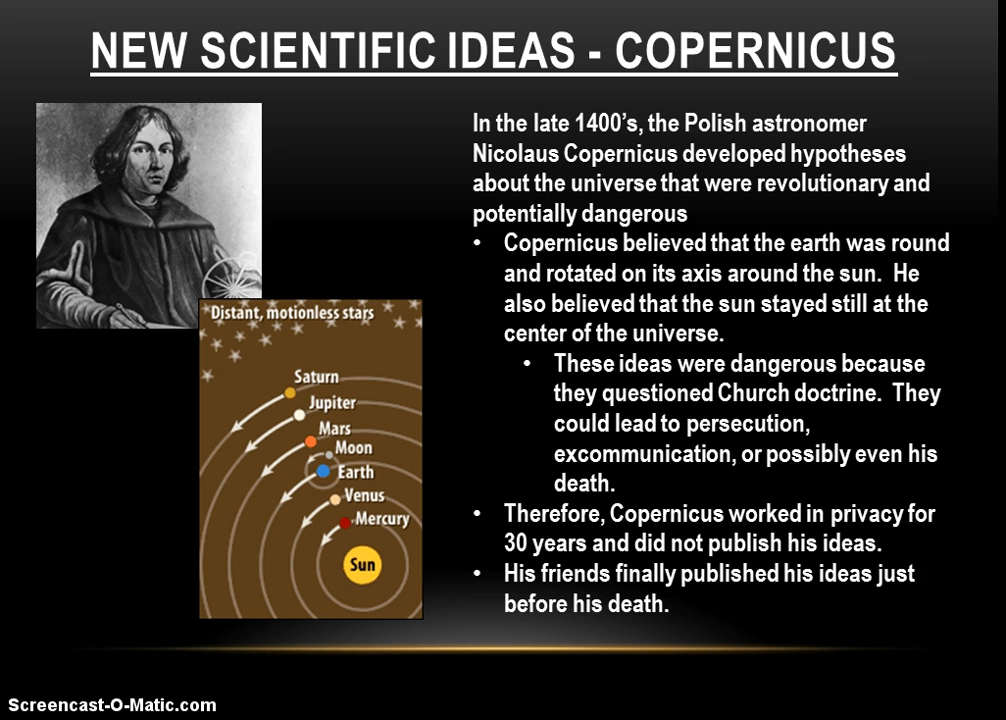 NEW SCIENTIFIC IDEAS - COPERNICUS
In the late 1400’s, the Polish astronomer
Nicolaus Copernicus developed hypotheses
about the universe that were revolutionary and
potentially dangerous
• Copernicus believed that the earth was round
and rotated on its axis around the sun.  He
also believed that the sun stayed still at the
center of the universe.
• These ideas were dangerous because
they questioned Church doctrine.  They
could lead to persecution,
excommunication, or possibly even his
death.
• Therefore, Copernicus worked in privacy for
30 years and did not publish his ideas.
• His friends finally published his ideas just
before his death.
Distant, motionless stars
Saturn
Jupiter
Mars
Moon
Earth
Venus
Mercury
Sun
Screencast-O-Matic.com